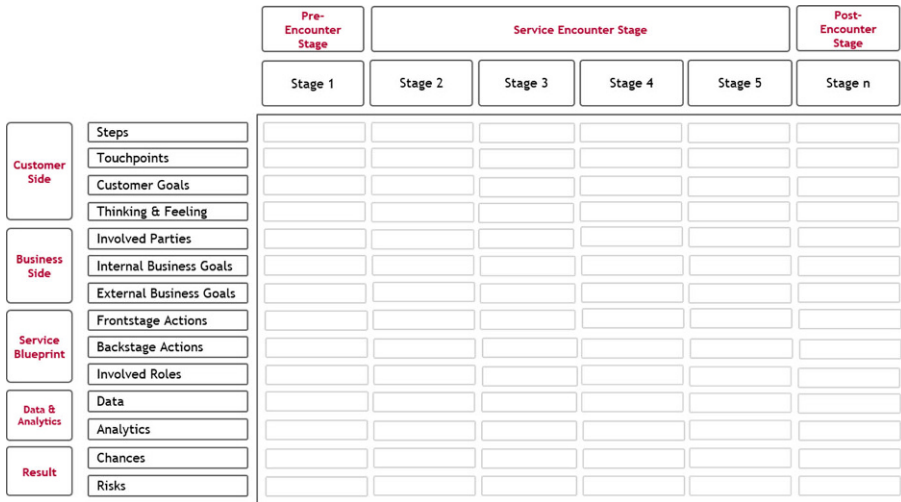 Pre-
Encounter
Stage
Service Encounter Stage
Post-
Encounter
Stage
Stage 1
Stage 2
Stage 3
Stage 4
Stage 5
Stage n
Customer
Side
Steps
Touchpoints
Customer Goals
Thinking & Feeling
Business
Side
Involved Parties
Internal Business Goals
External Business Goals
Service
Blueprint
Frontstage Actions
Backstage Actions
Involved Roles
Data &
Analytics
Data
Analytics
Result
Chances
Risks